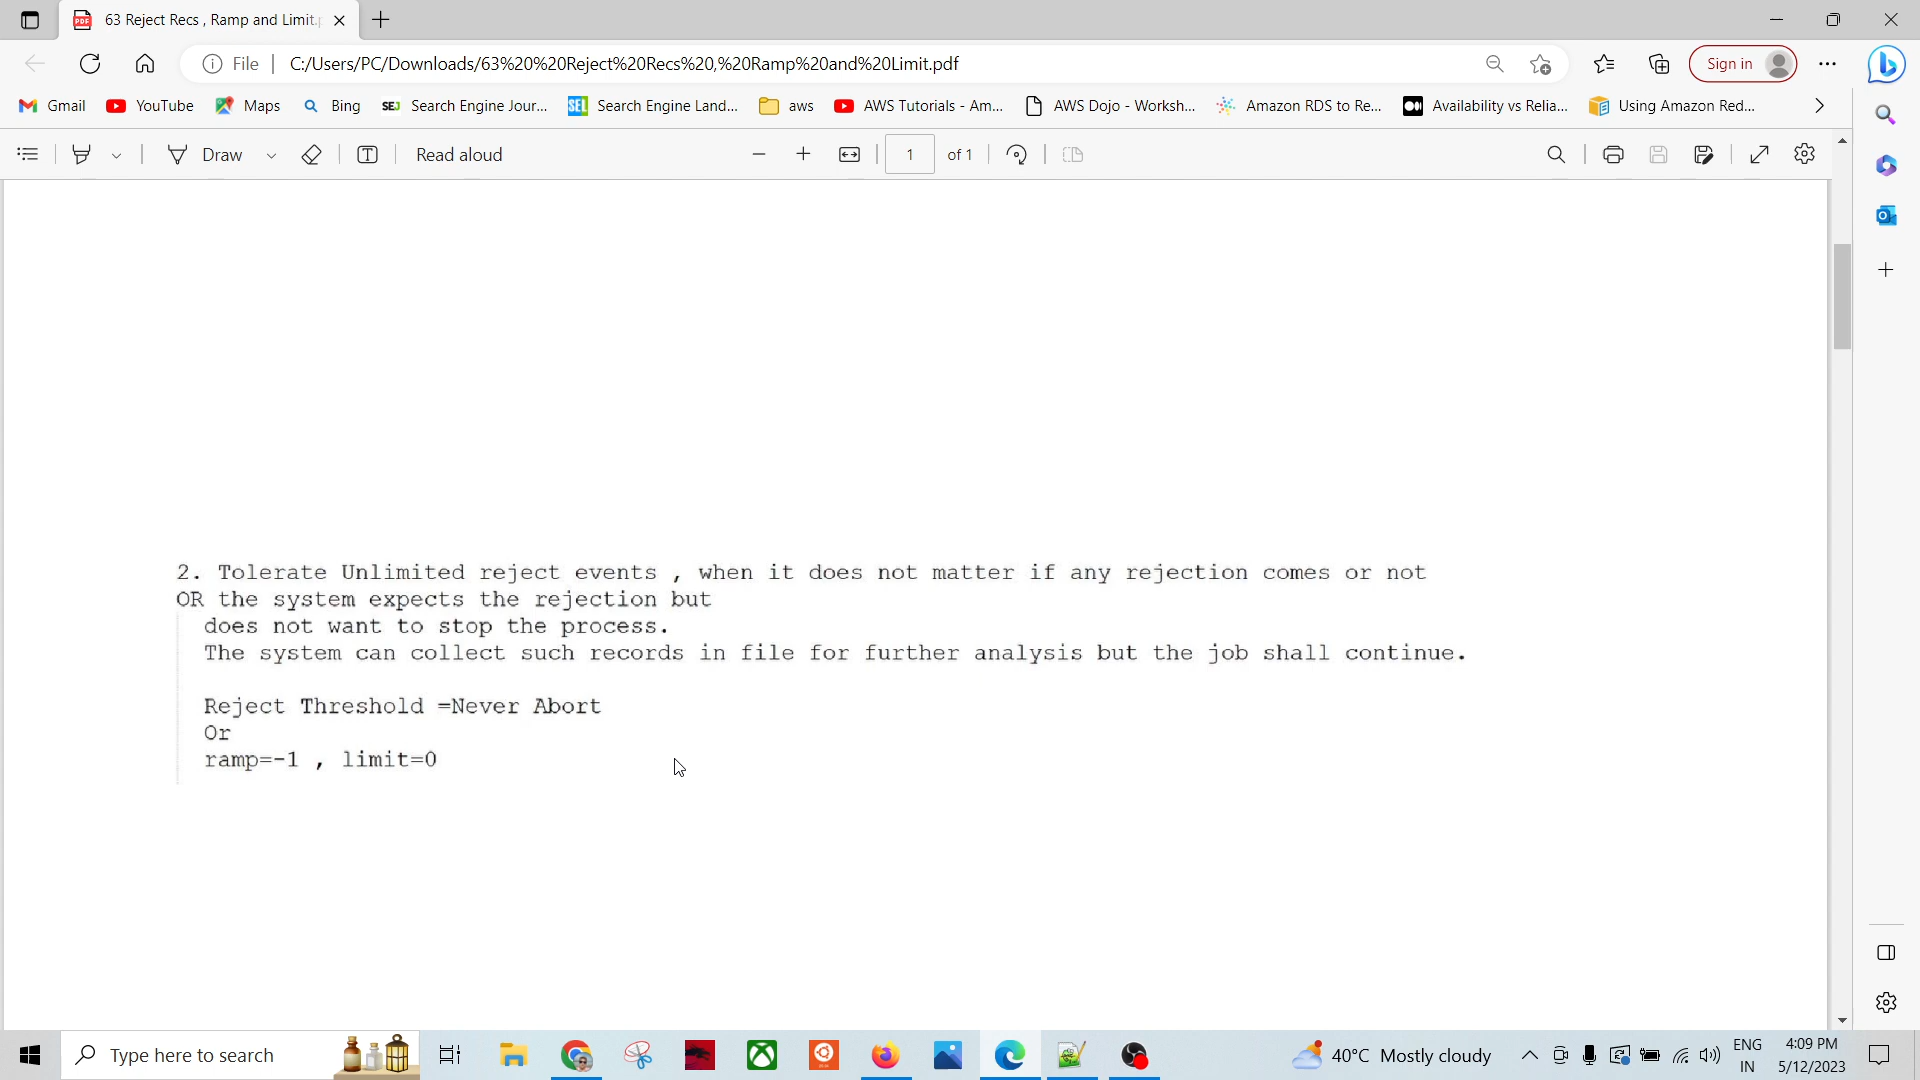 63 Reject Recs , Ramp and Limit.p
File
C:/Users/PC/Downloads/63%20%20Reject%20Recs%20,%20Ramp%20and%20Limit.pdf
Sign in
Gmail
YouTube
Maps
Bing
SEJ Search Engine Jour...
SEL Search Engine Land...
aws
AWS Tutorials - Am...
AWS Dojo - Worksh...
Amazon RDS to Re...
Availability vs Relia...
Using Amazon Red...
Draw
Read aloud
1 of 1
2. Tolerate Unlimited reject events , when it does not matter if any rejection comes or not
OR the system expects the rejection but
does not want to stop the process.
The system can collect such records in file for further analysis but the job shall continue.
Reject Threshold =Never Abort
Or
ramp=-1 , limit=0
Type here to search
40°C Mostly cloudy
ENG
IN
4:09 PM
5/12/2023